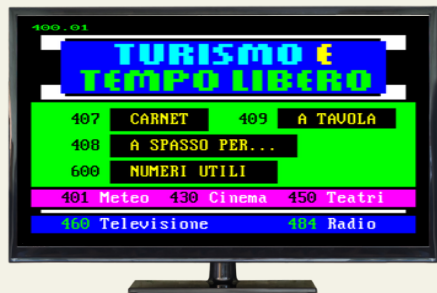 400.01
TURISMO E
TEMPO LIBERO
407 CARNET 409 A TAVOLA
408 A SPASSO PER...
600 NUMERI UTILI
401 Meteo 430 Cinema 450 Teatri
460 Televisione 484 Radio